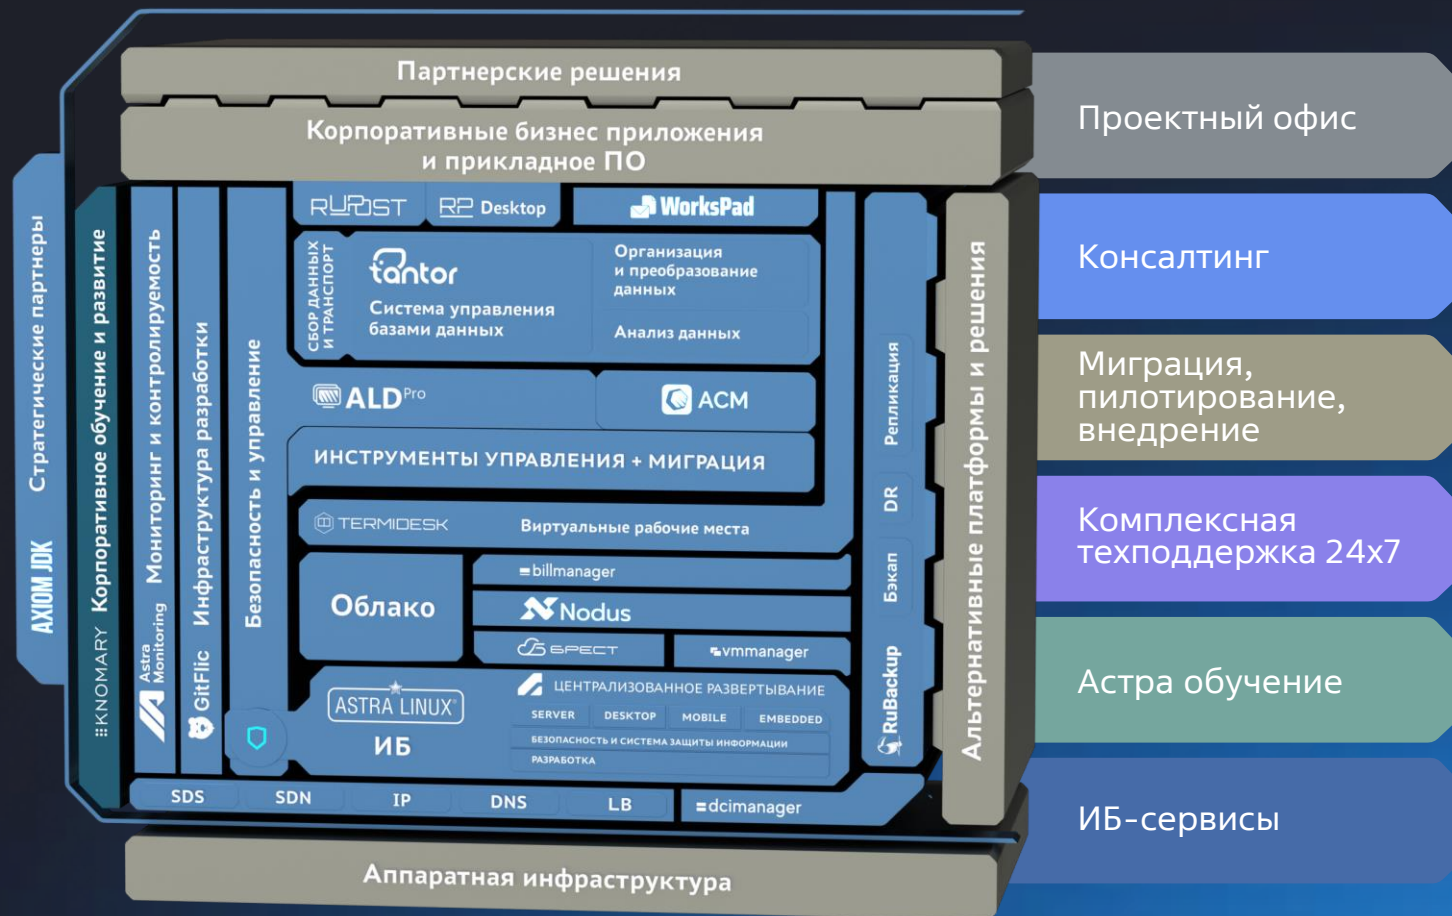 Партнерские решения
Корпоративные бизнес приложения
и прикладное ПО
Стратегические партнеры
AXIOM JDK
Корпоративное обучение и развитие
KNOMARY
Мониторинг и контролируемость
Astra
Monitoring
Инфраструктура разработки
GitFlic
Безопасность и управление
RUPOST
RP Desktop
WorksPad
СБОР ДАННЫХ
И ТРАНСПОРТ
tantor
Система управления
базами данных
Организация
и преобразование
данных
Анализ данных
ALD Pro
ACM
ИНСТРУМЕНТЫ УПРАВЛЕНИЯ + МИГРАЦИЯ
TERMIDESK
Виртуальные рабочие места
Облако
billmanager
Nodus
БРЕСТ
vmmanager
ASTRA LINUX®
ИБ
ЦЕНТРАЛИЗОВАННОЕ РАЗВЕРТЫВАНИЕ
SERVER
DESKTOP
MOBILE
EMBEDDED
БЕЗОПАСНОСТЬ И СИСТЕМА ЗАЩИТЫ ИНФОРМАЦИИ
РАЗРАБОТКА
Репликация
DR
Бэкап
RuBackup
Альтернативные платформы и решения
SDS
SDN
IP
DNS
LB
dcimanager
Аппаратная инфраструктура
Проектный офис
Консалтинг
Миграция,
пилотирование,
внедрение
Комплексная
техподдержка 24x7
Астра обучение
ИБ-сервисы